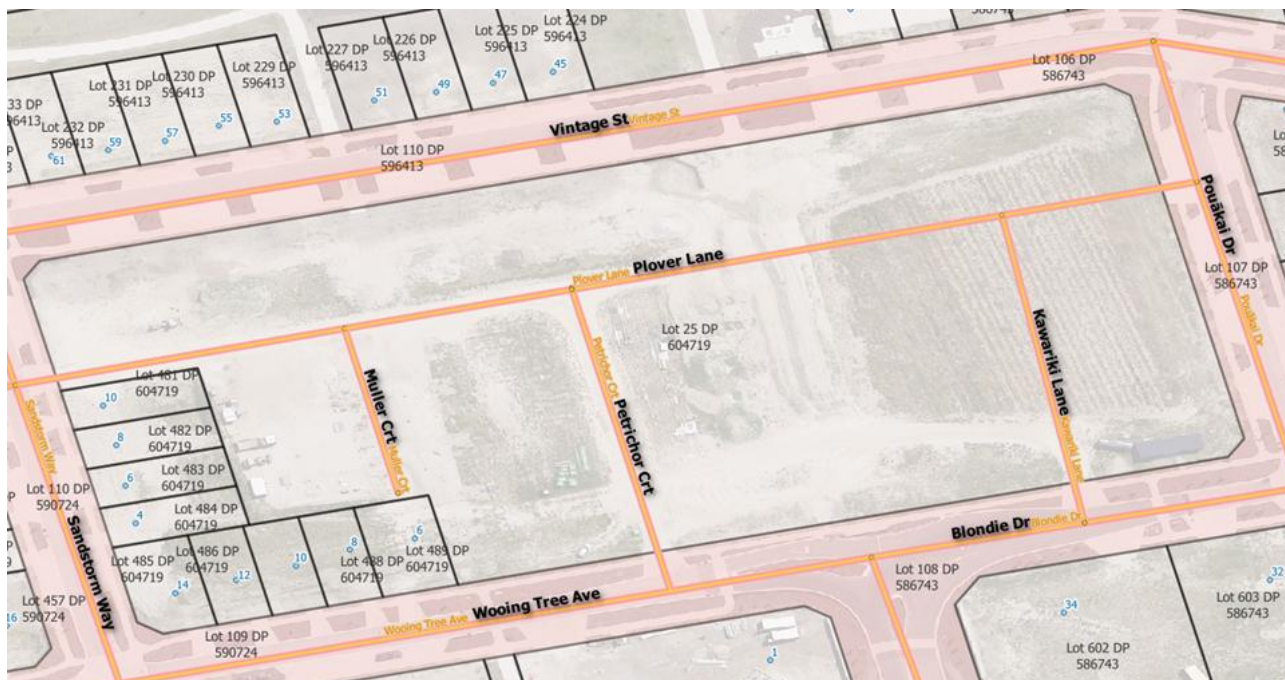 586743
Lot 224 DP
596413
Lot 225 DP
596413
Lot 226 DP
596413
Lot 227 DP
596413
45
47
49
51
Lot 106 DP
586743
Lot 229 DP
596413
Lot 230 DP
596413
Lot 231 DP
596413
33 DP
96413
Lot 232 DP
596413
53
55
57
59
61
Vintage St
Vintage St
Lot 110 DP
596413
Pouākai Dr
Pouākai Dr
Lot 107 DP
586743
Plover Lane
Plover Lane
Lot 25 DP
604719
Kawariki Lane
Kawariki Lane
Petrichor Crt
Petrichor Crt
Muller Crt
Muller Crt
Lot 481 DP
604719
10
Lot 482 DP
604719
8
Lot 483 DP
604719
6
Lot 484 DP
604719
4
Sandstorm Way
Sandstorm Way
Lot 110 DP
590724
Lot 485 DP
604719
14
Lot 486 DP
604719
12
10
8
Lot 488 DP
604719
6
Lot 489 DP
604719
Blondie Dr
Blondie Dr
Lot 108 DP
586743
Lot 457 DP
590724
16
Wooing Tree Ave
Wooing Tree Ave
Lot 109 DP
590724
1
34
Lot 602 DP
586743
32
Lot 603 DP
586743